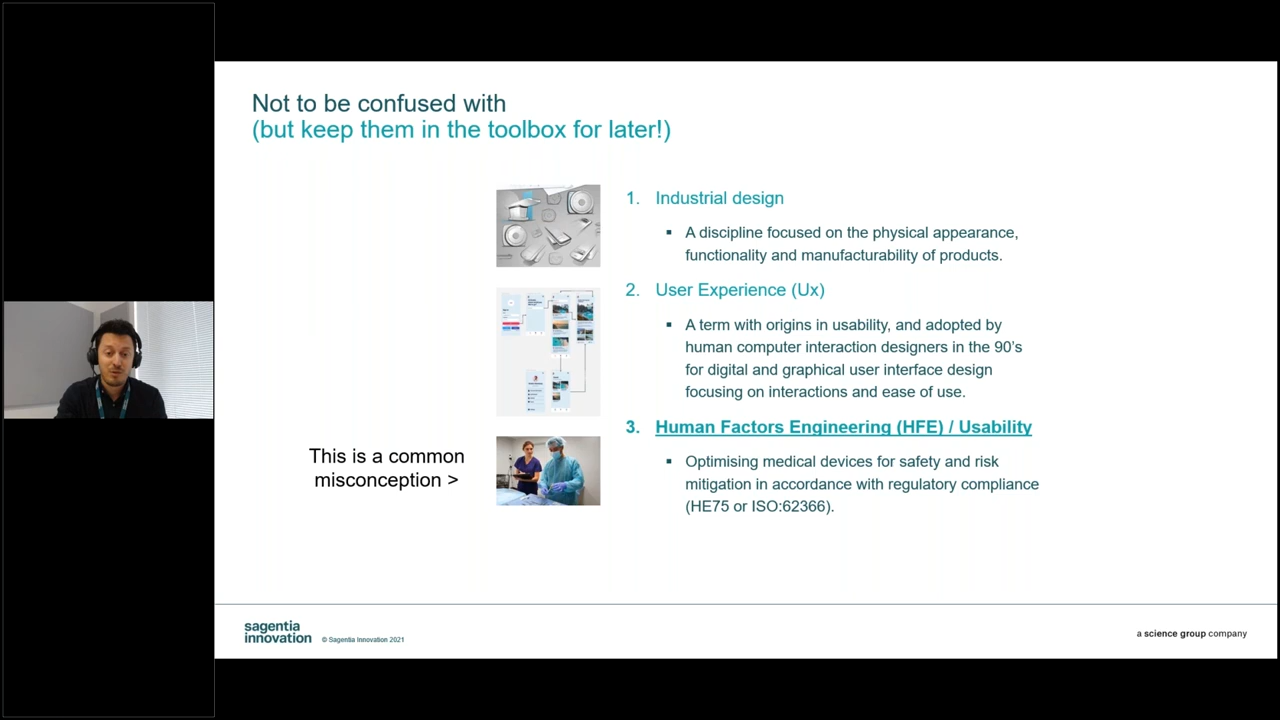 Not to be confused with
(but keep them in the toolbox for later!)
1. Industrial design
▪ A discipline focused on the physical appearance,
functionality and manufacturability of products.
2. User Experience (Ux)
▪ A term with origins in usability, and adopted by
human computer interaction designers in the 90’s
for digital and graphical user interface design
focusing on interactions and ease of use.
This is a common
misconception >
3. Human Factors Engineering (HFE) / Usability
▪ Optimising medical devices for safety and risk
mitigation in accordance with regulatory compliance
(HE75 or ISO:62366).
sagentia
innovation
© Sagentia Innovation 2021
a science group company